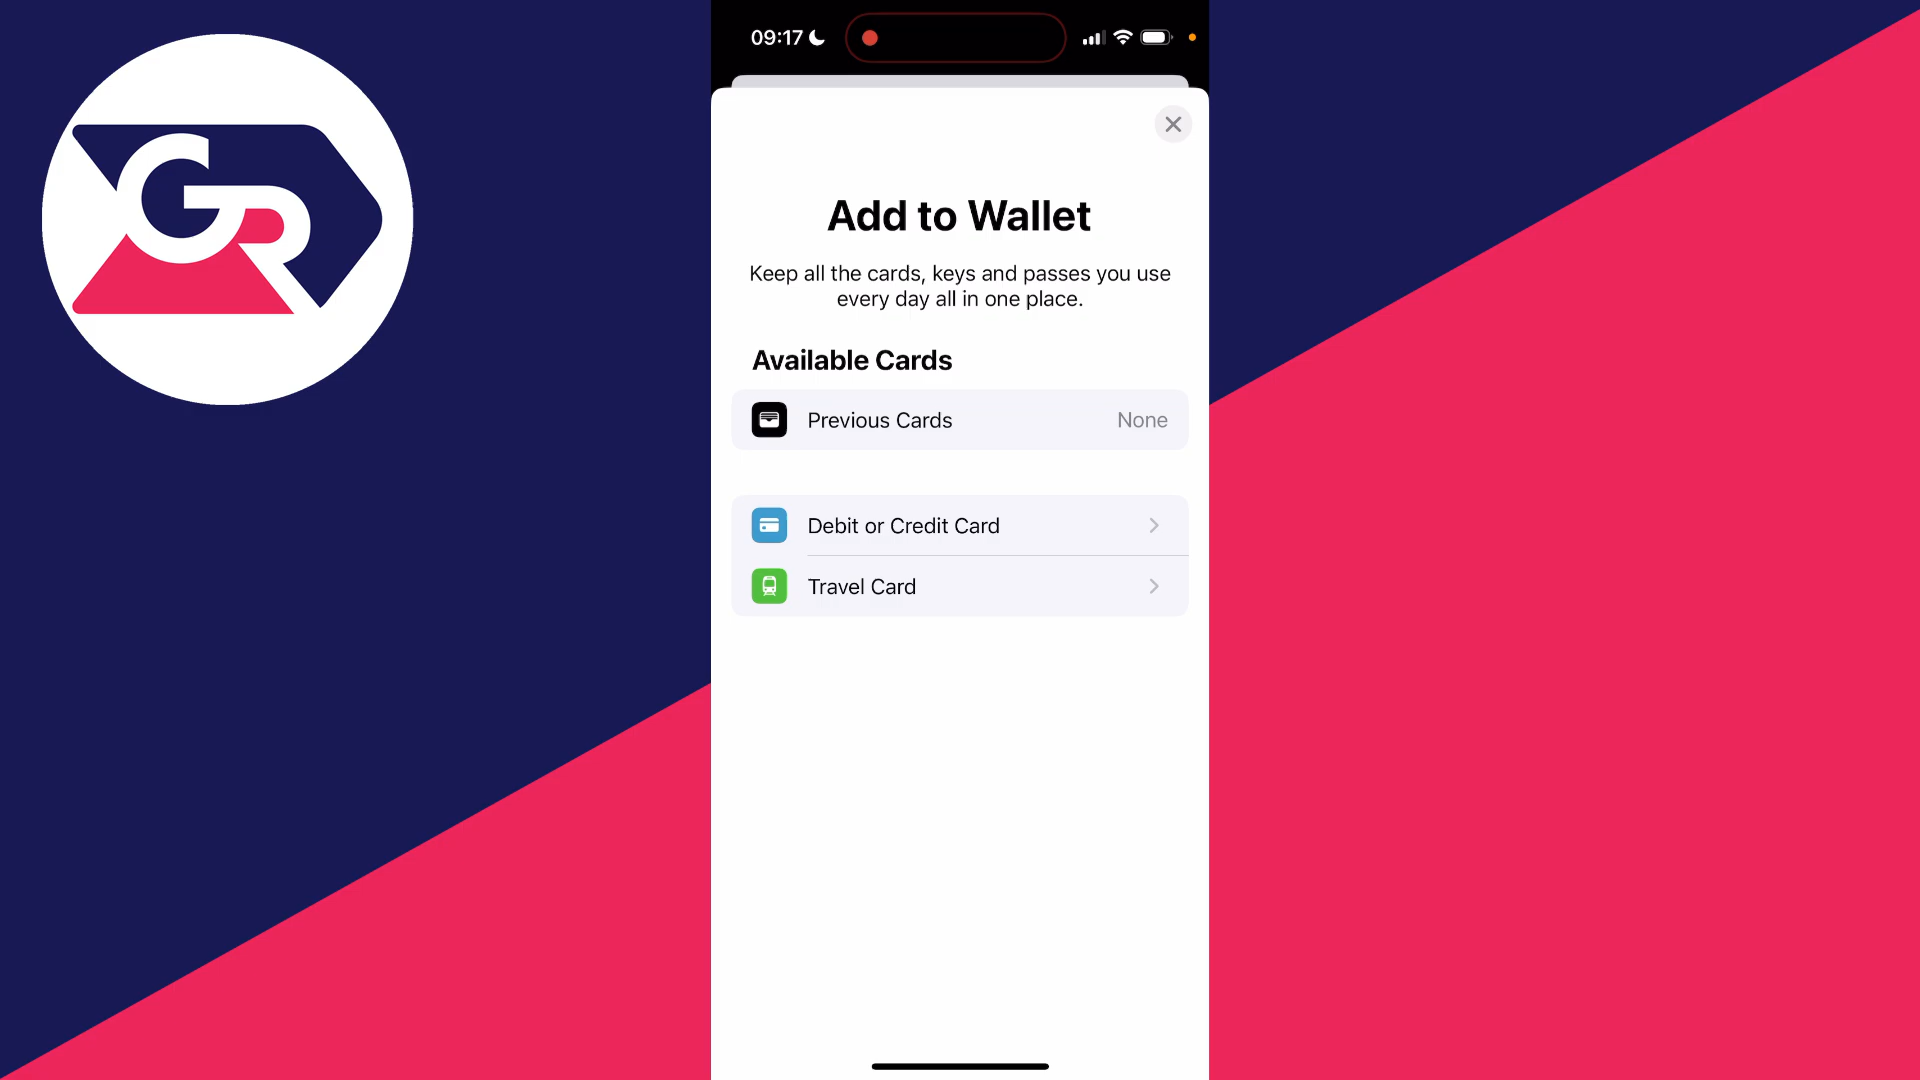 GR
09:17
Add to Wallet
Keep all the cards, keys and passes you use
every day all in one place.
Available Cards
Previous Cards None
Debit or Credit Card
Travel Card